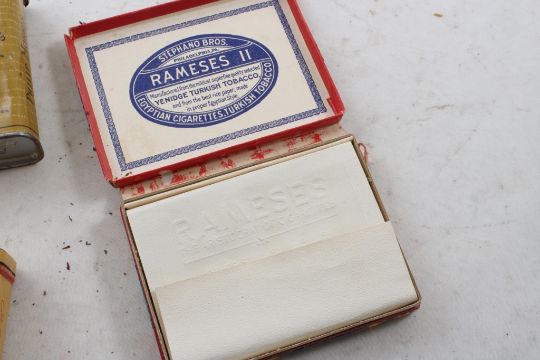 STEPHANO BROS.
PHILADELPHIA, PA.
RAMESES II
Manufactured from the mildest superfine quality selected
YENIDGE TURKISH TOBACCO,
and from the best rice paper, made
in proper Egyptian style.
EGYPTIAN CIGARETTES, TURKISH TOBACCO
RAMESES